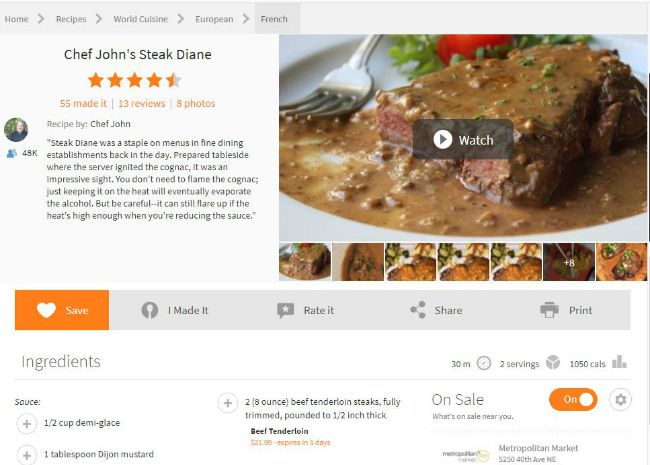 Home
Recipes
World Cuisine
European
French
Chef John's Steak Diane
55 made it | 13 reviews | 8 photos
Recipe by: Chef John
48K
"Steak Diane was a staple on menus in fine dining
establishments back in the day. Prepared tableside
where the server ignited the cognac, it was an
impressive sight. You don't need to flame the cognac;
just keeping it on the heat will eventually evaporate
the alcohol. But be careful--it can still flare up if the
heat's high enough when you're reducing the sauce."
Watch
+8
Save
I Made It
Rate it
Share
Print
Ingredients
30 m
2 servings
1050 cals
Sauce:
1/2 cup demi-glace
1 tablespoon Dijon mustard
2 (8 ounce) beef tenderloin steaks, fully
trimmed, pounded to 1/2 inch thick
Beef Tenderloin
$21.99 - expires in 5 days
On Sale
On
What's on sale near you.
metropolitan
market
Metropolitan Market
5250 40th Ave NE